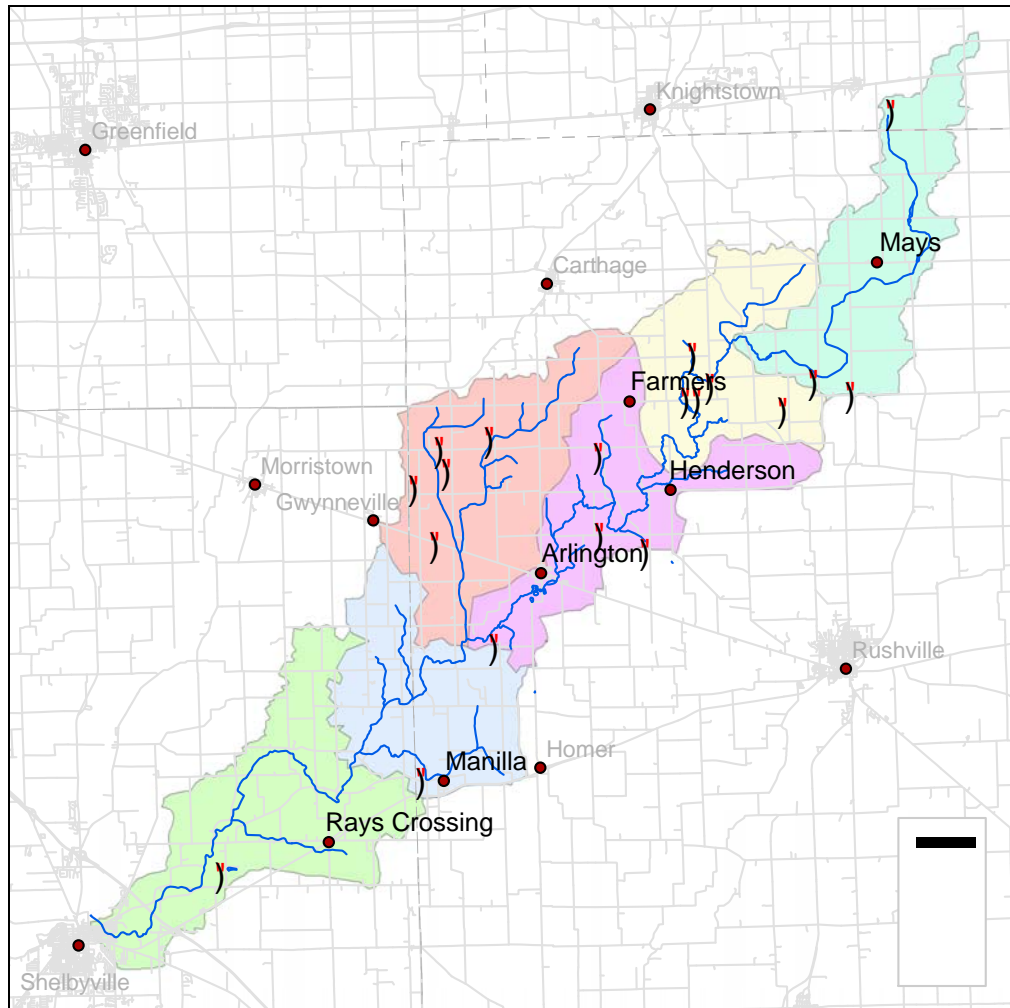 Knightstown
Greenfield
Mays
Carthage
Farmers
Morristown
Henderson
Gwynneville
Arlington
Rushville
Homer
Manilla
Rays Crossing
Shelbyville